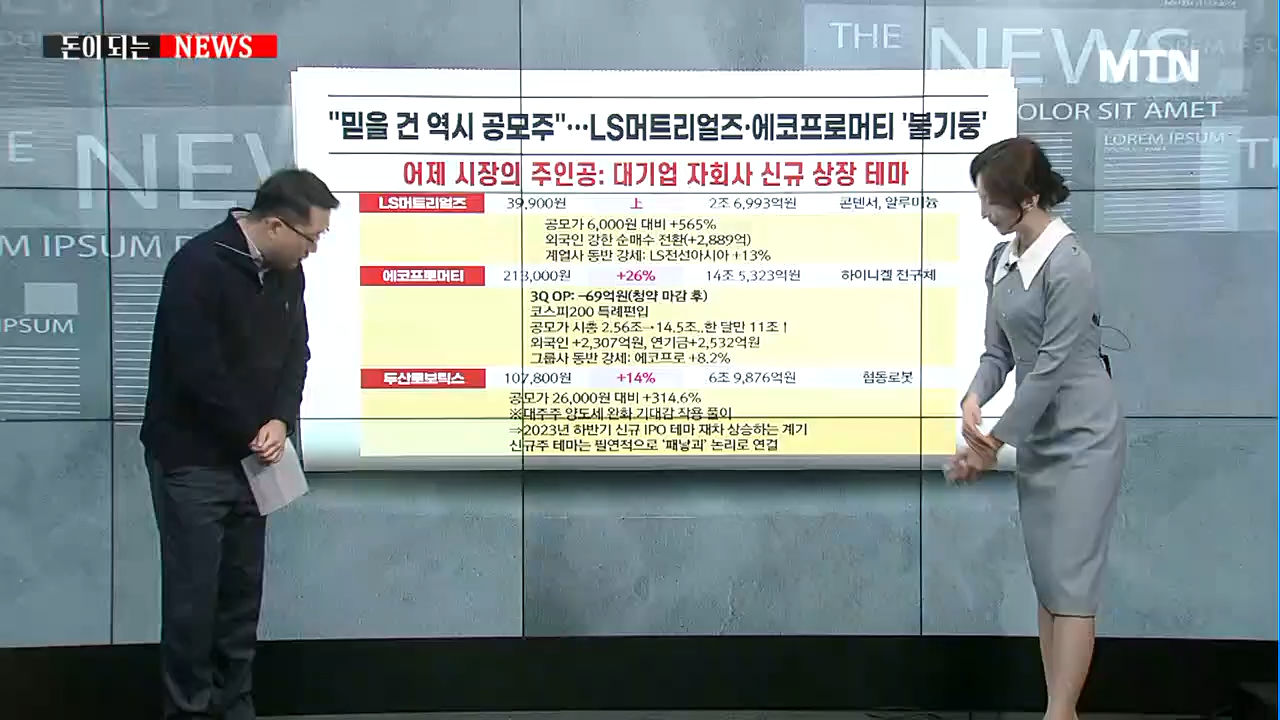 돈이 되는 NEWS
THE NEWS
MTN
OLOR SIT AMET
LOREM IPSUM
"믿을 건 역시 공모주"…LS머트리얼즈·에코프로머티 '불기둥'
어제 시장의 주인공: 대기업 자회사 신규 상장 테마
LS머트리얼즈 39,900원 上 2조 6,993억원 콘덴서, 알루미늄
공모가 6,000원 대비 +565%
외국인 강한 순매수 전환(+2,889억)
계열사 동반 강세: LS전선아시아 +13%
에코프로머티 213,000원 +26% 14조 5,323억원 하이니켈 전구체
3Q OP: -69억원(청약 마감 후)
코스피200 특례편입
공모가 시총 2.56조→14.5조..한 달만 11조↑
외국인 +2,307억원, 연기금+2,532억원
그룹사 동반 강세: 에코프로 +8.2%
두산로보틱스 107,800원 +14% 6조 9,876억원 협동로봇
공모가 26,000원 대비 +314.6%
※대주주 양도세 완화 기대감 작용 풀이
→2023년 하반기 신규 IPO 테마 재차 상승하는 계기
신규주 테마는 필연적으로 '패낳괴' 논리로 연결
E NEW
M IPSUM
IPSUM